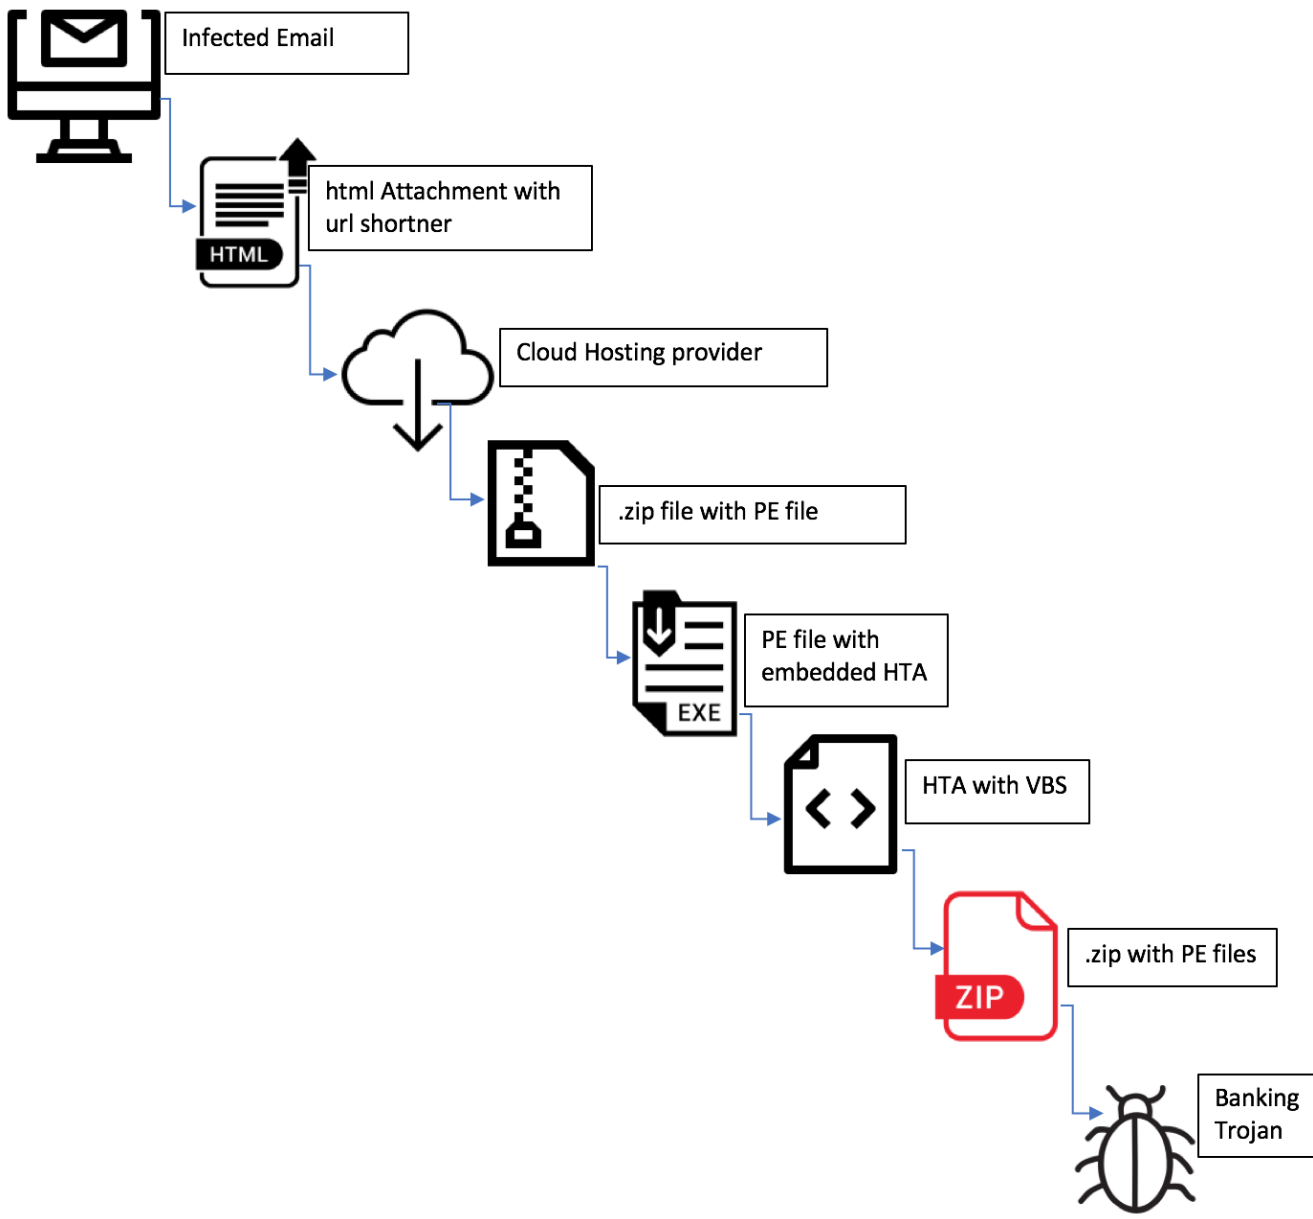 Infected Email
html Attachment with
url shortner
HTML
Cloud Hosting provider
.zip file with PE file
PE file with
embedded HTA
EXE
HTA with VBS
.zip with PE files
ZIP
Banking
Trojan